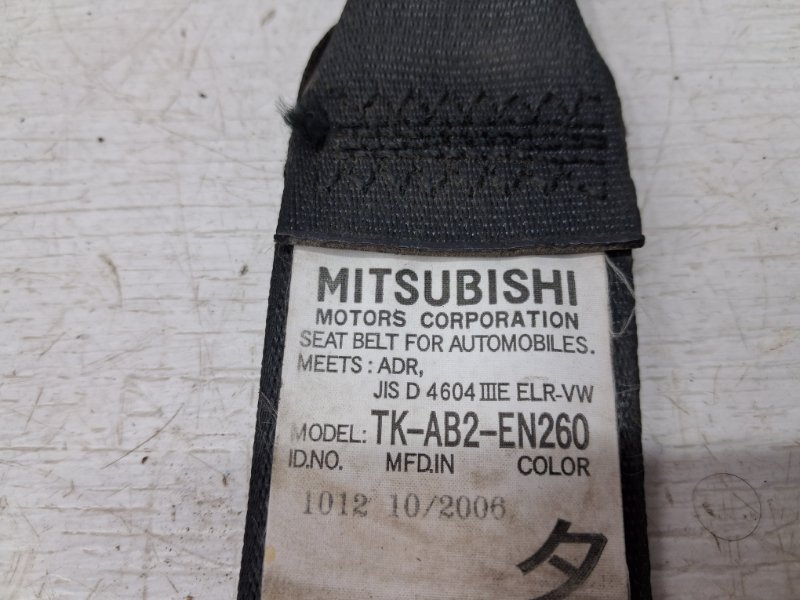 MITSUBISHI
MOTORS CORPORATION
SEAT BELT FOR AUTOMOBILES.
MEETS : ADR,
JIS D 4604 ⅢE ELR-VW
MODEL: TK-AB2-EN260
ID.NO. MFD.IN COLOR
1012 10/2006
タ